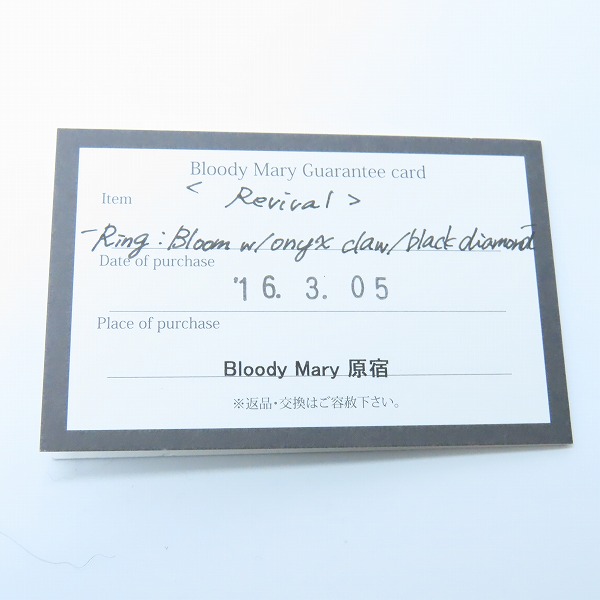 Bloody Mary Guarantee card
Item < Revival >
-Ring : Bloom w/onyx claw/black diamond-
Date of purchase
'16. 3. 05
Place of purchase
Bloody Mary 原宿
※返品・交換はご容赦下さい。